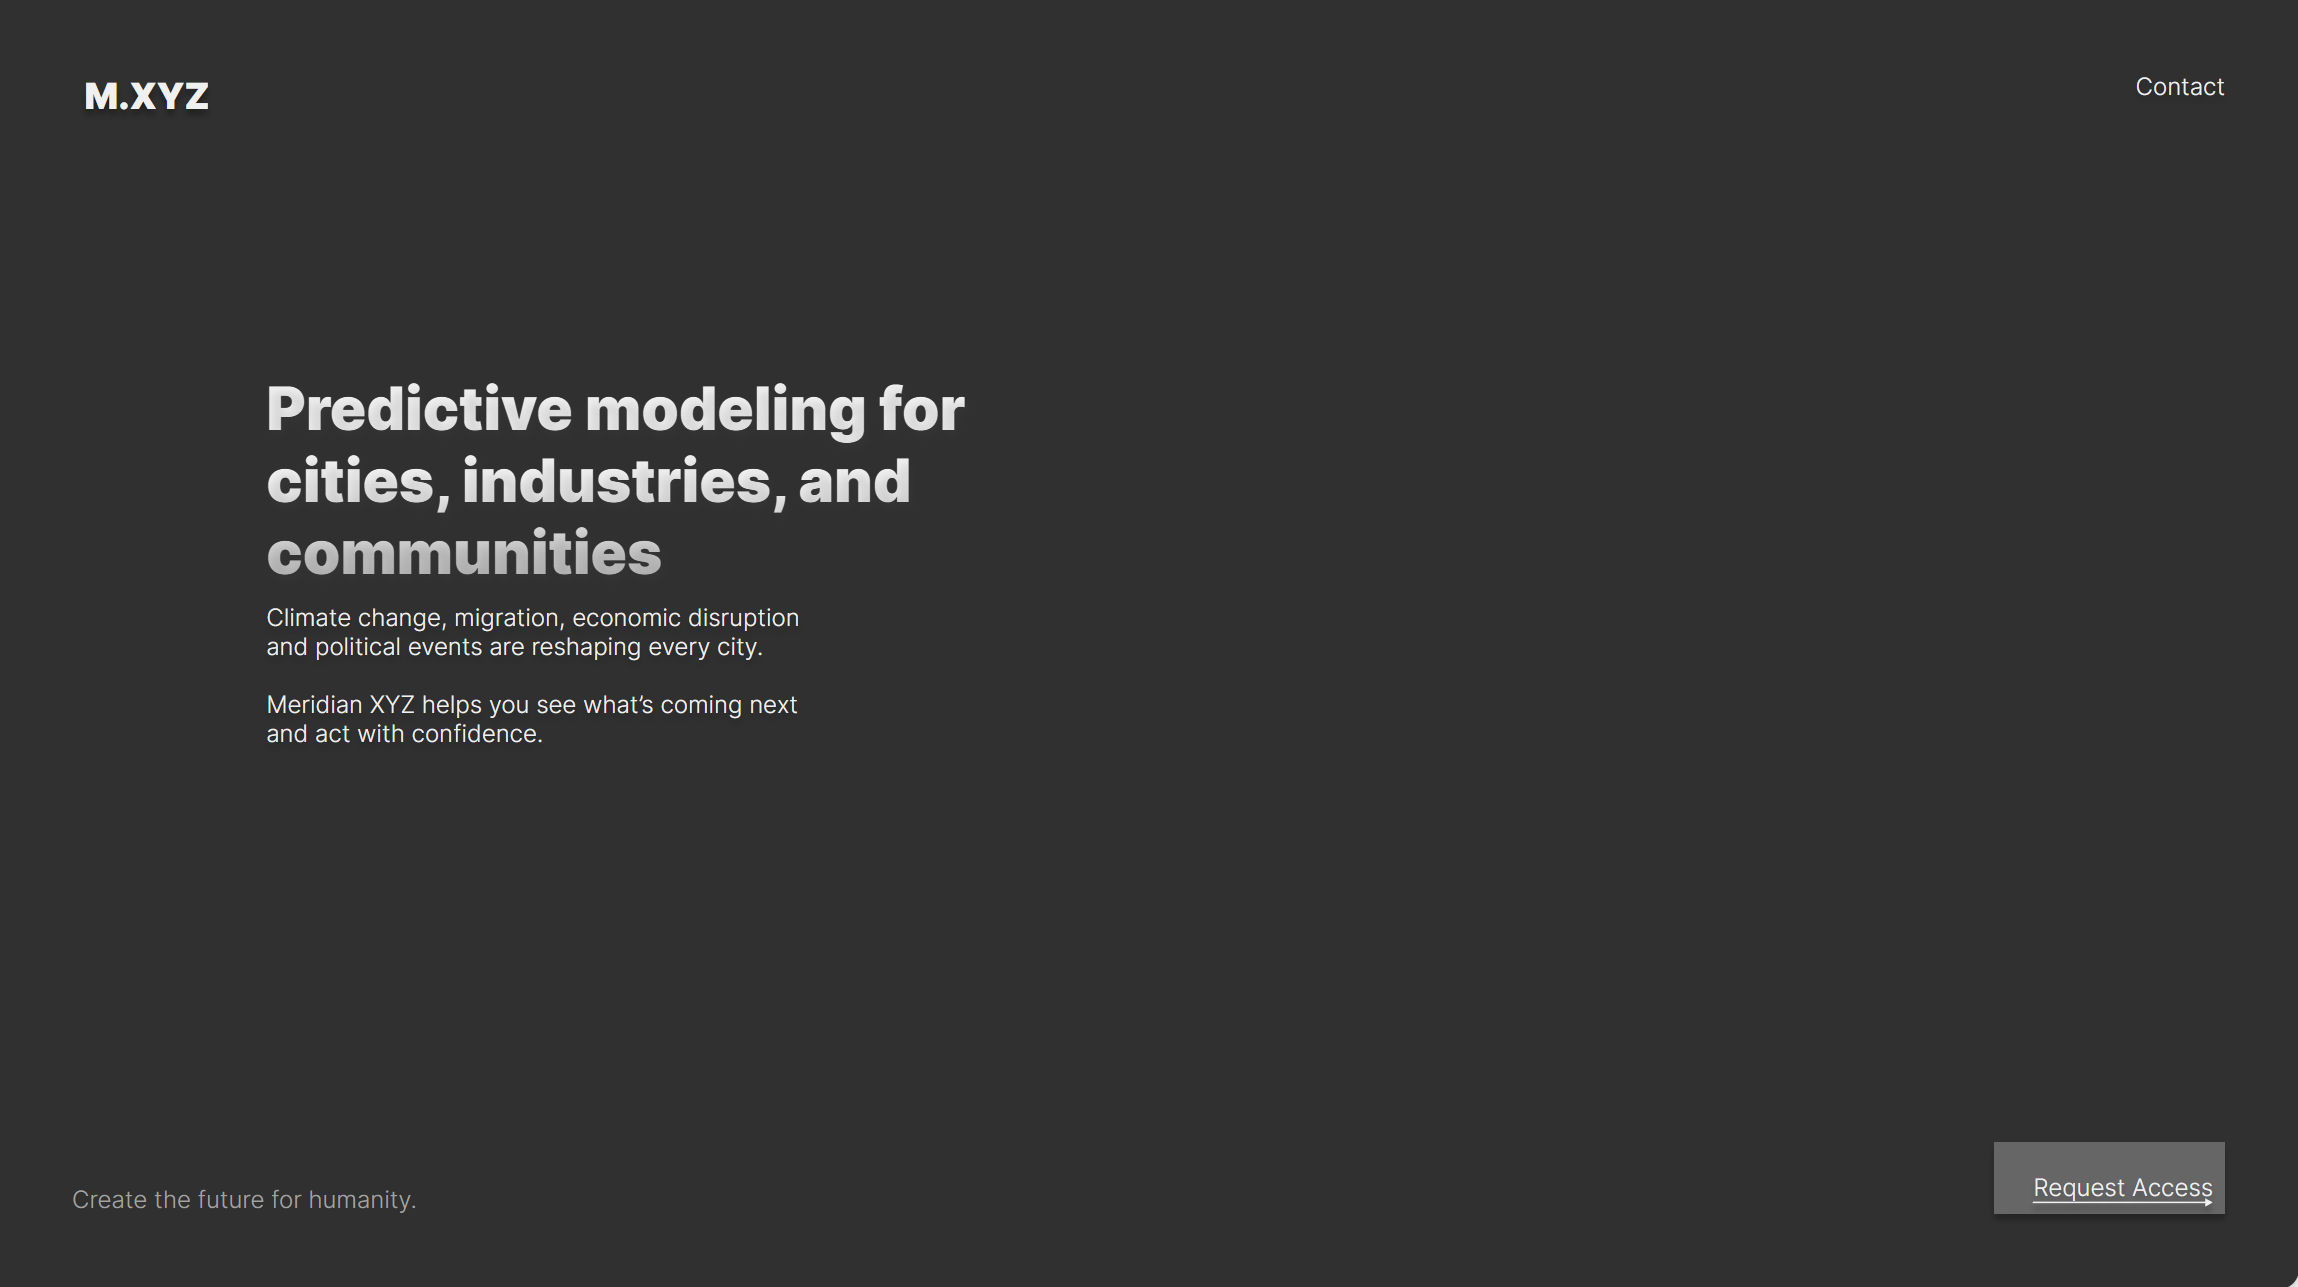 M.XYZ
Contact
Predictive modeling for
cities, industries, and
communities
Climate change, migration, economic disruption
and political events are reshaping every city.
Meridian XYZ helps you see what’s coming next
and act with confidence.
Create the future for humanity.
Request Access